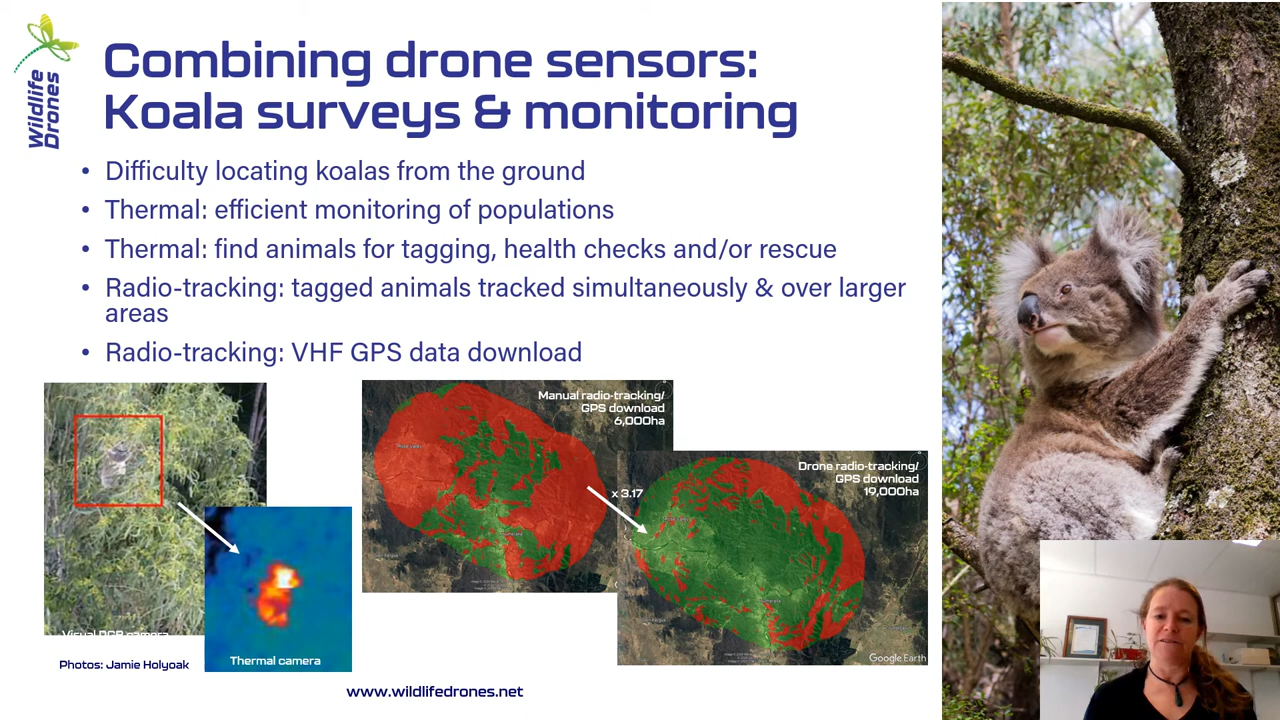 Wildlife
Drones
Combining drone sensors:
Koala surveys & monitoring
• Difficulty locating koalas from the ground
• Thermal: efficient monitoring of populations
• Thermal: find animals for tagging, health checks and/or rescue
• Radio-tracking: tagged animals tracked simultaneously & over larger
areas
• Radio-tracking: VHF GPS data download
Manual radio-tracking/
GPS download
6,000ha
x 3.17
Drone radio-tracking/
GPS download
19,000ha
Google Earth
Visual RGB camera
Thermal camera
Photos: Jamie Holyoak
www.wildlifedrones.net